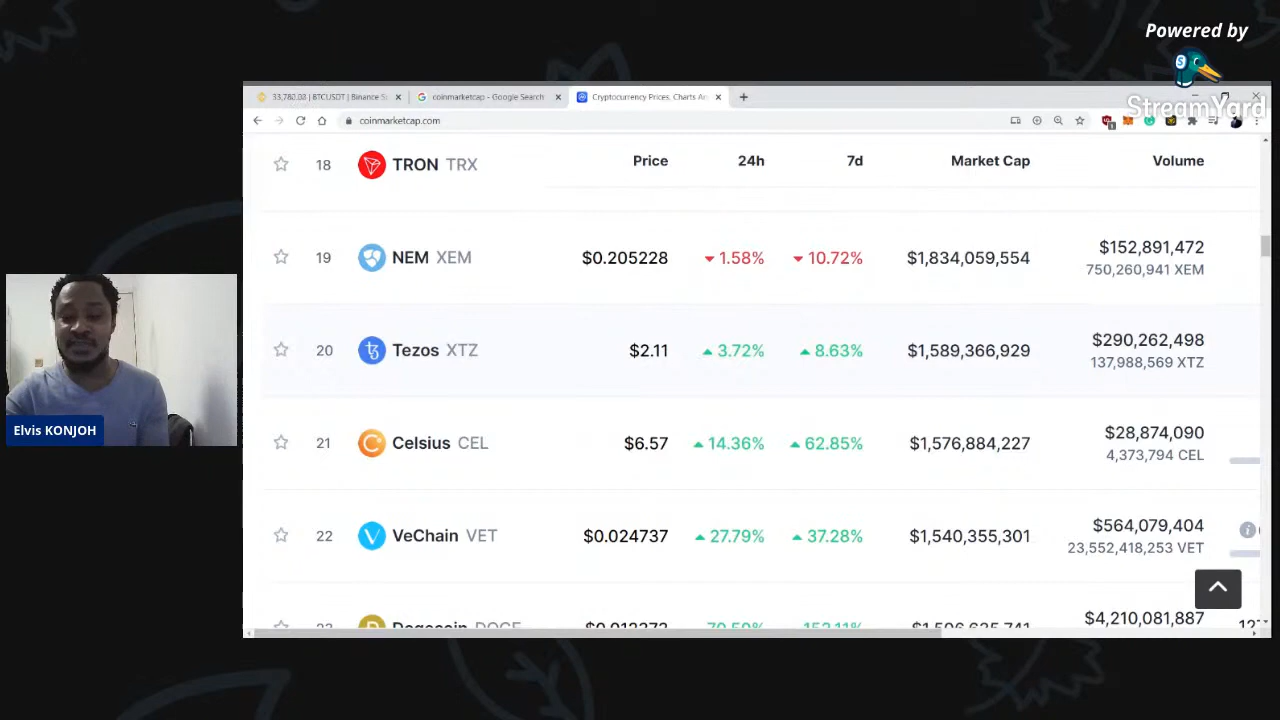 Powered by
StreamYard
33,780.00 | BTCUSDT | Binance
coinmarketcap - Google Search
Cryptocurrency Prices, Charts An
coinmarketcap.com
18 TRON TRX Price 24h 7d Market Cap Volume
19 NEM XEM $0.205228 1.58% 10.72% $1,834,059,554 $152,891,472
750,260,941 XEM
20 Tezos XTZ $2.11 3.72% 8.63% $1,589,366,929 $290,262,498
137,988,569 XTZ
21 Celsius CEL $6.57 14.36% 62.85% $1,576,884,227 $28,874,090
4,373,794 CEL
22 VeChain VET $0.024737 27.79% 37.28% $1,540,355,301 $564,079,404
23,552,418,253 VET
Dogecoin DOGE $4,210,081,887
Elvis KONJOH